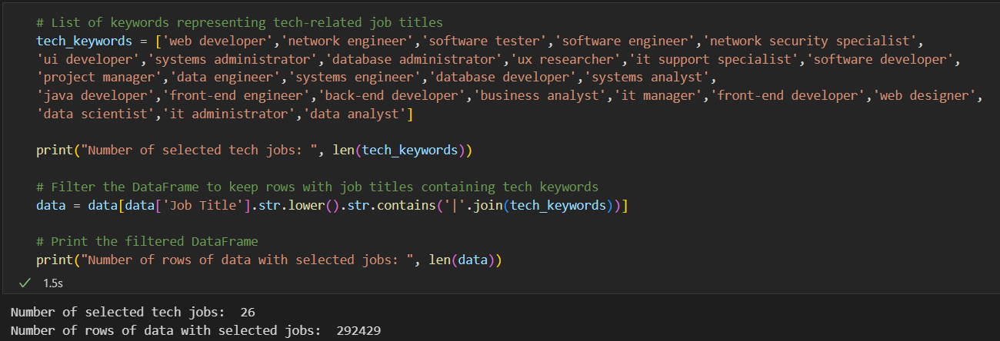 # List of keywords representing tech-related job titles
tech_keywords = ['web developer','network engineer','software tester','software engineer','network security specialist',
'ui developer','systems administrator','database administrator','ux researcher','it support specialist','software developer',
'project manager','data engineer','systems engineer','database developer','systems analyst',
'java developer','front-end engineer','back-end developer','business analyst','it manager','front-end developer','web designer',
'data scientist','it administrator','data analyst']
print("Number of selected tech jobs: ", len(tech_keywords))
# Filter the DataFrame to keep rows with job titles containing tech keywords
data = data[data['Job Title'].str.lower().str.contains('|'.join(tech_keywords))]
# Print the filtered DataFrame
print("Number of rows of data with selected jobs: ", len(data))
✓ 1.5s
Number of selected tech jobs:  26
Number of rows of data with selected jobs:  292429